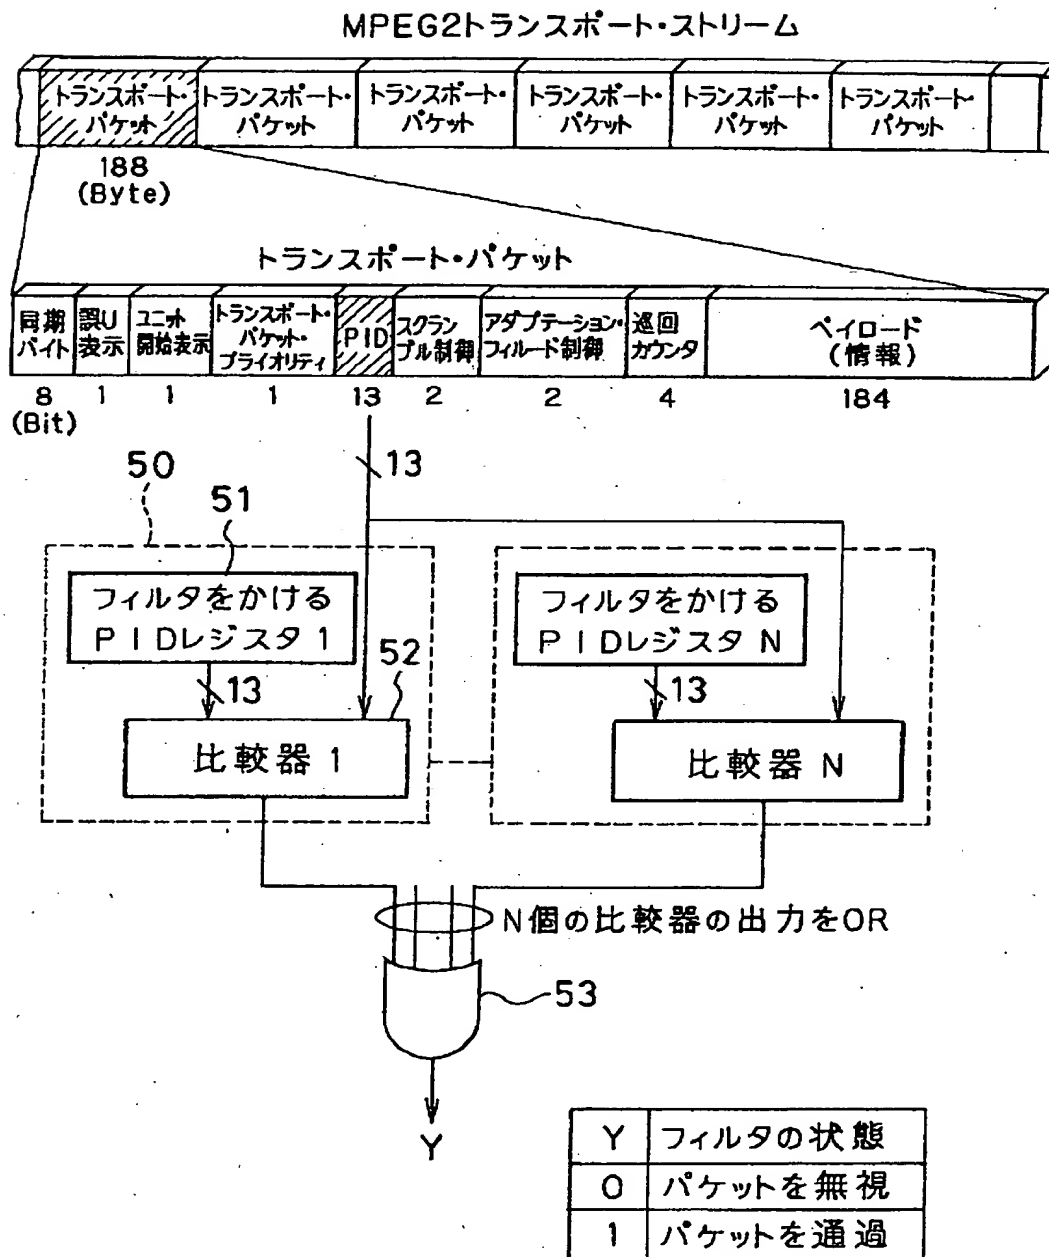 MPEG2トランスポート・ストリーム
トランスポート・
パケット
トランスポート・
パケット
トランスポート・
パケット
トランスポート・
パケット
トランスポート・
パケット
トランスポート・
パケット
188
(Byte)
トランスポート・パケット
同期
バイト
誤り
表示
ユニット
開始表示
トランスポート・
パケット・
プライオリティ
PID
スクラン
ブル制御
アダプテーション・
フィルード制御
巡回
カウンタ
ペイロード
(情報)
8 1 1 1 13 2 2 4 184
(Bit)
13
50
51
フィルタをかける
PIDレジスタ1
フィルタをかける
PIDレジスタN
52
13
13
比較器 1
比較器 N
N個の比較器の出力をOR
53
Y
Y フィルタの状態
0 パケットを無視
1 パケットを通過